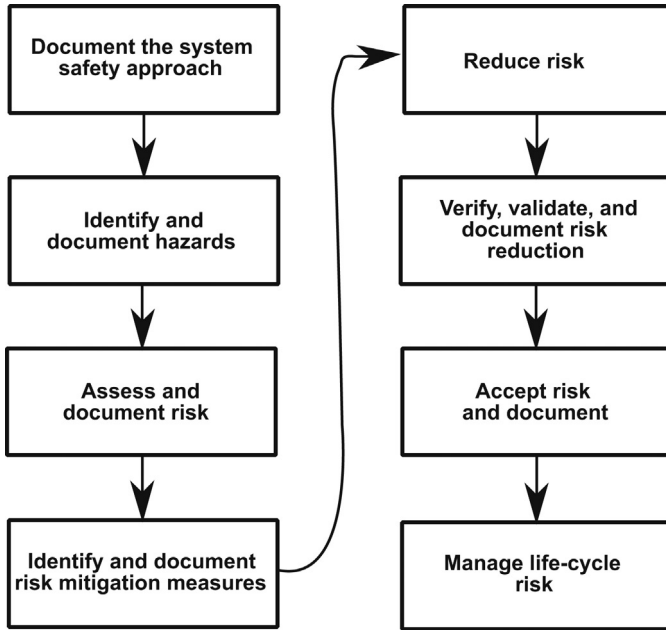 Document the system
safety approach
Identify and
document hazards
Assess and
document risk
Identify and document
risk mitigation measures
Reduce risk
Verify, validate, and
document risk
reduction
Accept risk
and document
Manage life-cycle
risk